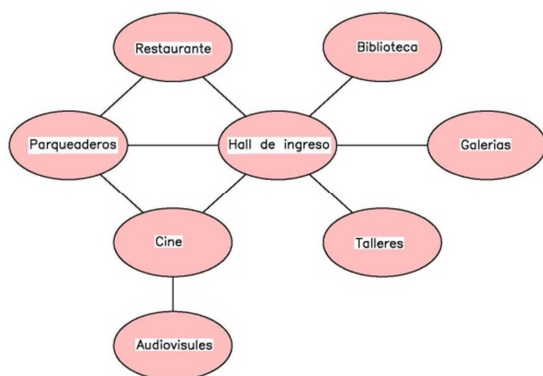 Restaurante
Biblioteca
Parqueaderos
Hall de ingreso
Galerias
Cine
Talleres
Audiovisules